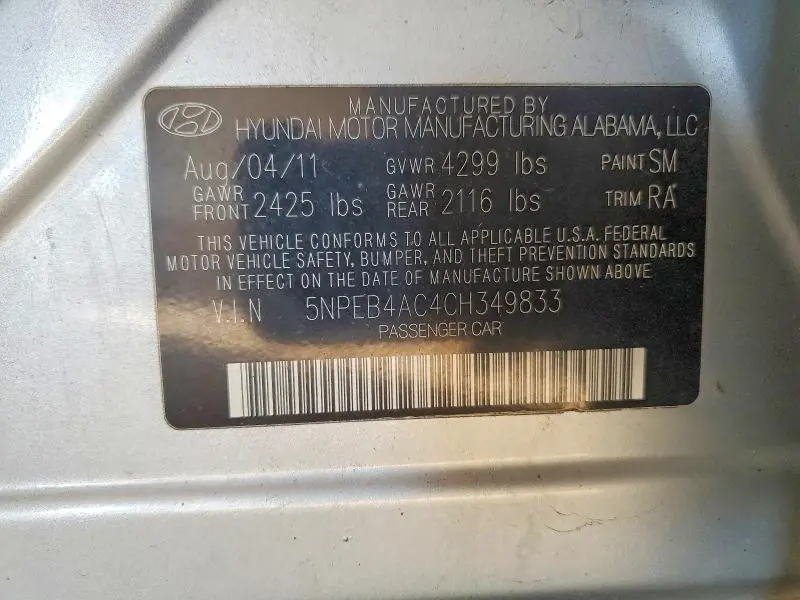 MANUFACTURED BY
HYUNDAI MOTOR MANUFACTURING ALABAMA, LLC
Aug/04/11 GVWR 4299 lbs PAINT SM
GAWR FRONT 2425 lbs GAWR REAR 2116 lbs TRIM RA
THIS VEHICLE CONFORMS TO ALL APPLICABLE U.S.A. FEDERAL
MOTOR VEHICLE SAFETY, BUMPER, AND THEFT PREVENTION STANDARDS
IN EFFECT ON THE DATE OF MANUFACTURE SHOWN ABOVE
V.I.N 5NPEB4AC4CH349833
PASSENGER CAR